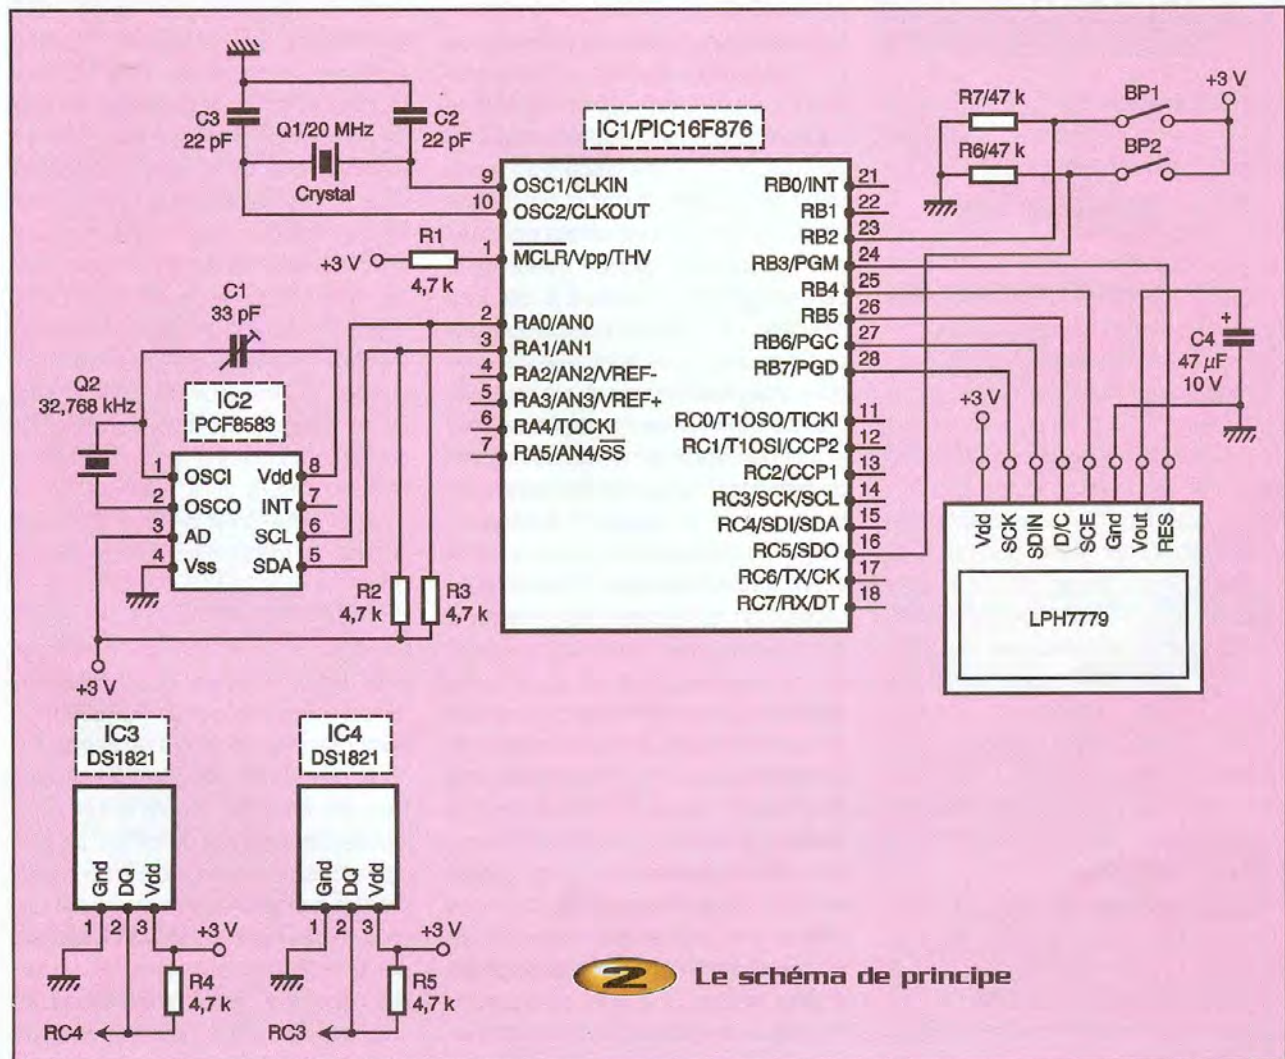 C3
22 pF
Q1/20 MHz
Crystal
C2
22 pF
IC1/PIC16F876
R7/47 k
R6/47 k
BP1
BP2
+3 V
9 OSC1/CLKIN
10 OSC2/CLKOUT
+3 V
R1
4,7 k
1 MCLR/Vpp/THV
2 RA0/AN0
3 RA1/AN1
4 RA2/AN2/VREF-
5 RA3/AN3/VREF+
6 RA4/TOCKI
7 RA5/AN4/SS
RB0/INT 21
RB1 22
RB2 23
RB3/PGM 24
RB4 25
RB5 26
RB6/PGC 27
RB7/PGD 28
RC0/T1OSO/TICKI 11
RC1/T1OSI/CCP2 12
RC2/CCP1 13
RC3/SCK/SCL 14
RC4/SDI/SDA 15
RC5/SDO 16
RC6/TX/CK 17
RC7/RX/DT 18
C1
33 pF
Q2
32,768 kHz
IC2
PCF8583
1 OSCI
2 OSCO
3 AD
4 Vss
Vdd 8
INT 7
SCL 6
SDA 5
R2
4,7 k
R3
4,7 k
+3 V
+
C4
47 µF
10 V
+3 V
Vdd
SCK
SDIN
D/C
SCE
Gnd
Vout
RES
LPH7779
IC3
DS1821
Gnd
DQ
Vdd
1 2 3
+3 V
R4
4,7 k
RC4
IC4
DS1821
Gnd
DQ
Vdd
1 2 3
+3 V
R5
4,7 k
RC3
2 Le schéma de principe